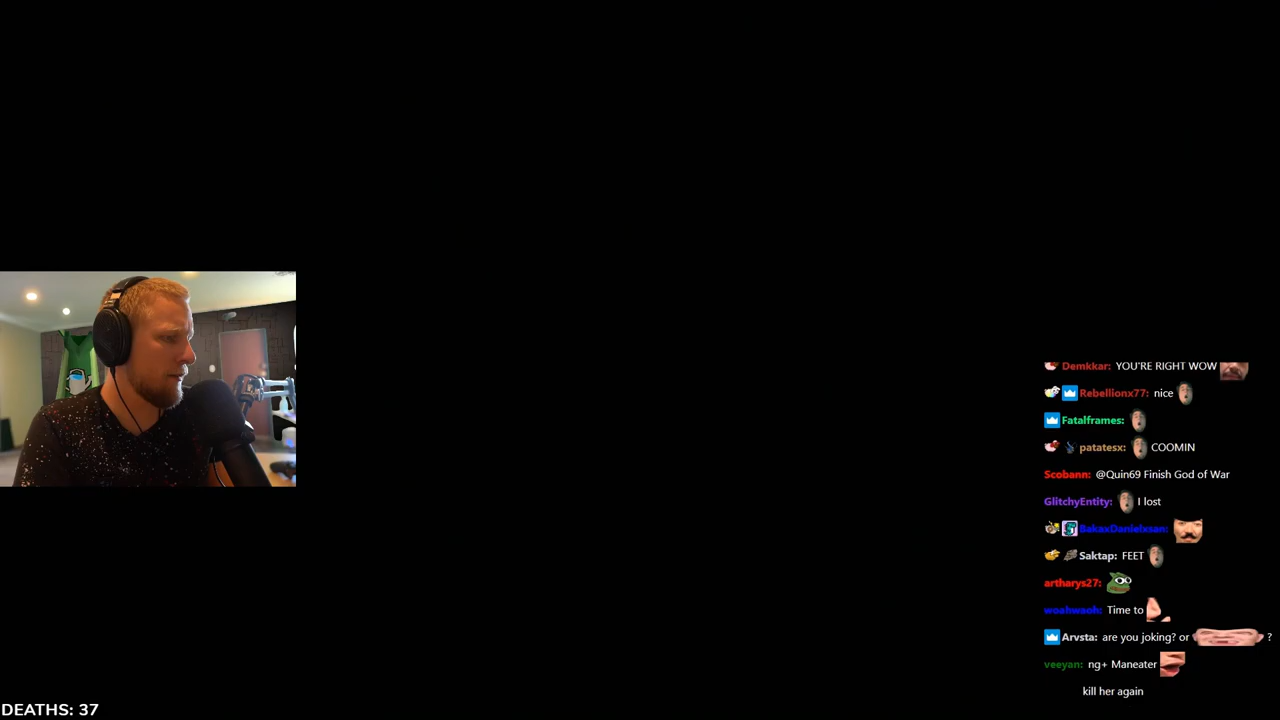 Demkkar: YOU'RE RIGHT WOW
Rebellionx77: nice
Fatalframes:
patatesx: COOMIN
Scobann: @Quin69 Finish God of War
GlitchyEntity: I lost
BakaxDanielxsan:
Saktap: FEET
artharys27:
woahwaoh: Time to
Arvsta: are you joking? or ?
veeyan: ng+ Maneater
kill her again
DEATHS: 37